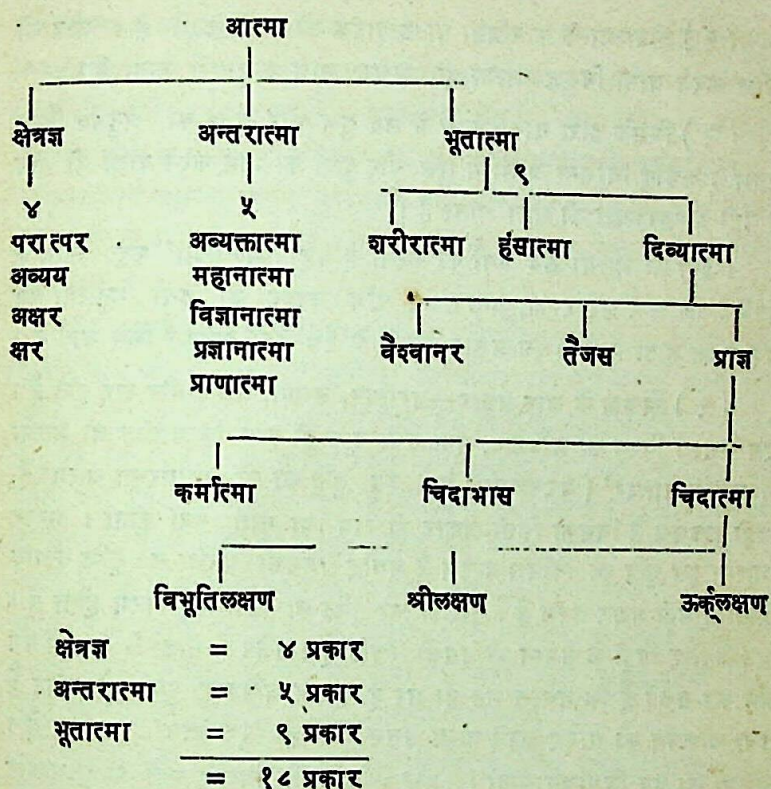 आत्मा
क्षेत्रज्ञ अन्तरात्मा भूतात्मा
४ ५ ९
परात्पर अव्यक्तात्मा शरीरात्मा हंसात्मा दिव्यात्मा
अव्यय महानात्मा
अक्षर विज्ञानात्मा
क्षर प्रज्ञानात्मा वैश्वानर तैजस प्राज्ञ
प्राणात्मा
कर्मात्मा चिदाभास चिदात्मा
विभूतिलक्षण श्रीलक्षण ऊर्क्लक्षण
क्षेत्रज्ञ = ४ प्रकार
अन्तरात्मा = ५ प्रकार
भूतात्मा = ९ प्रकार
= १८ प्रकार